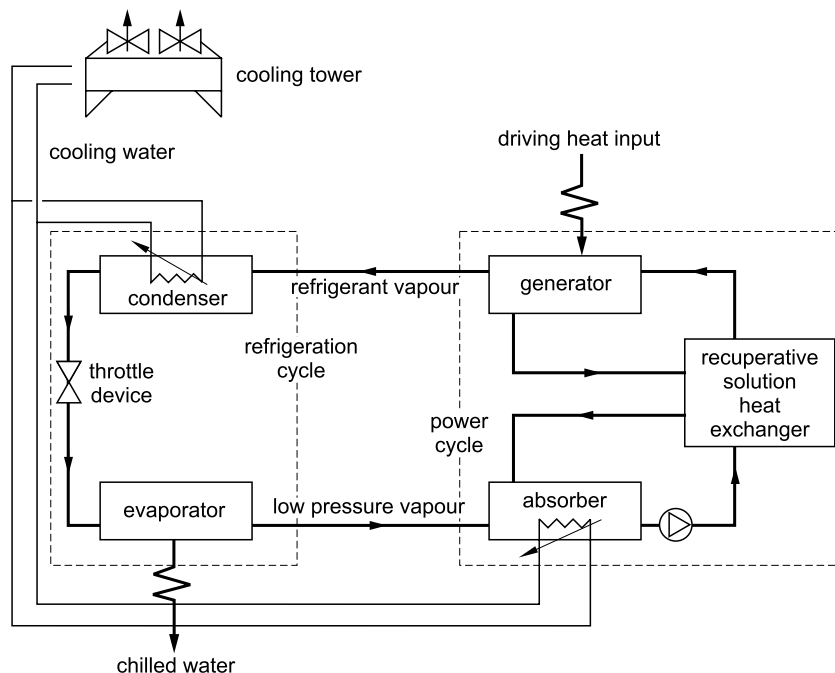 cooling tower
cooling water
driving heat input
condenser
refrigerant vapour
generator
refrigeration
cycle
throttle
device
recuperative
solution
heat
exchanger
power
cycle
evaporator
low pressure vapour
absorber
chilled water